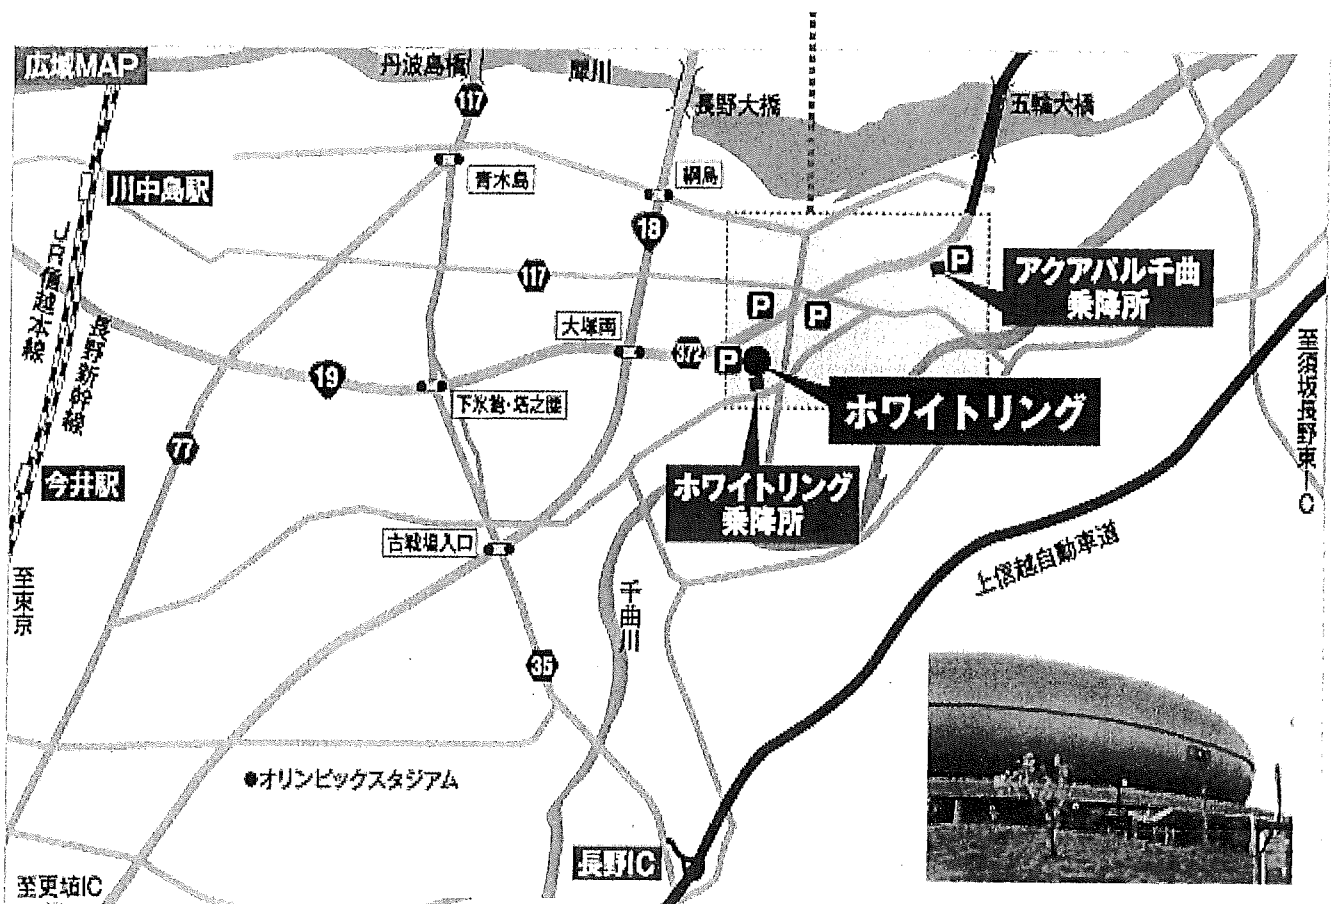 広域MAP
丹波島橋
犀川
117
長野大橋
五輪大橋
川中島駅
青木島
綱島
18
P
アクアパル千曲
乗降所
JR信越本線
117
P
P
大塚南
372
P
至須坂長野東IC
長野新幹線
19
下氷鉋・塔之腰
ホワイトリング
77
今井駅
ホワイトリング
乗降所
古戦場入口
上信越自動車道
至東京
千曲川
35
オリンピックスタジアム
長野IC
至更埴IC